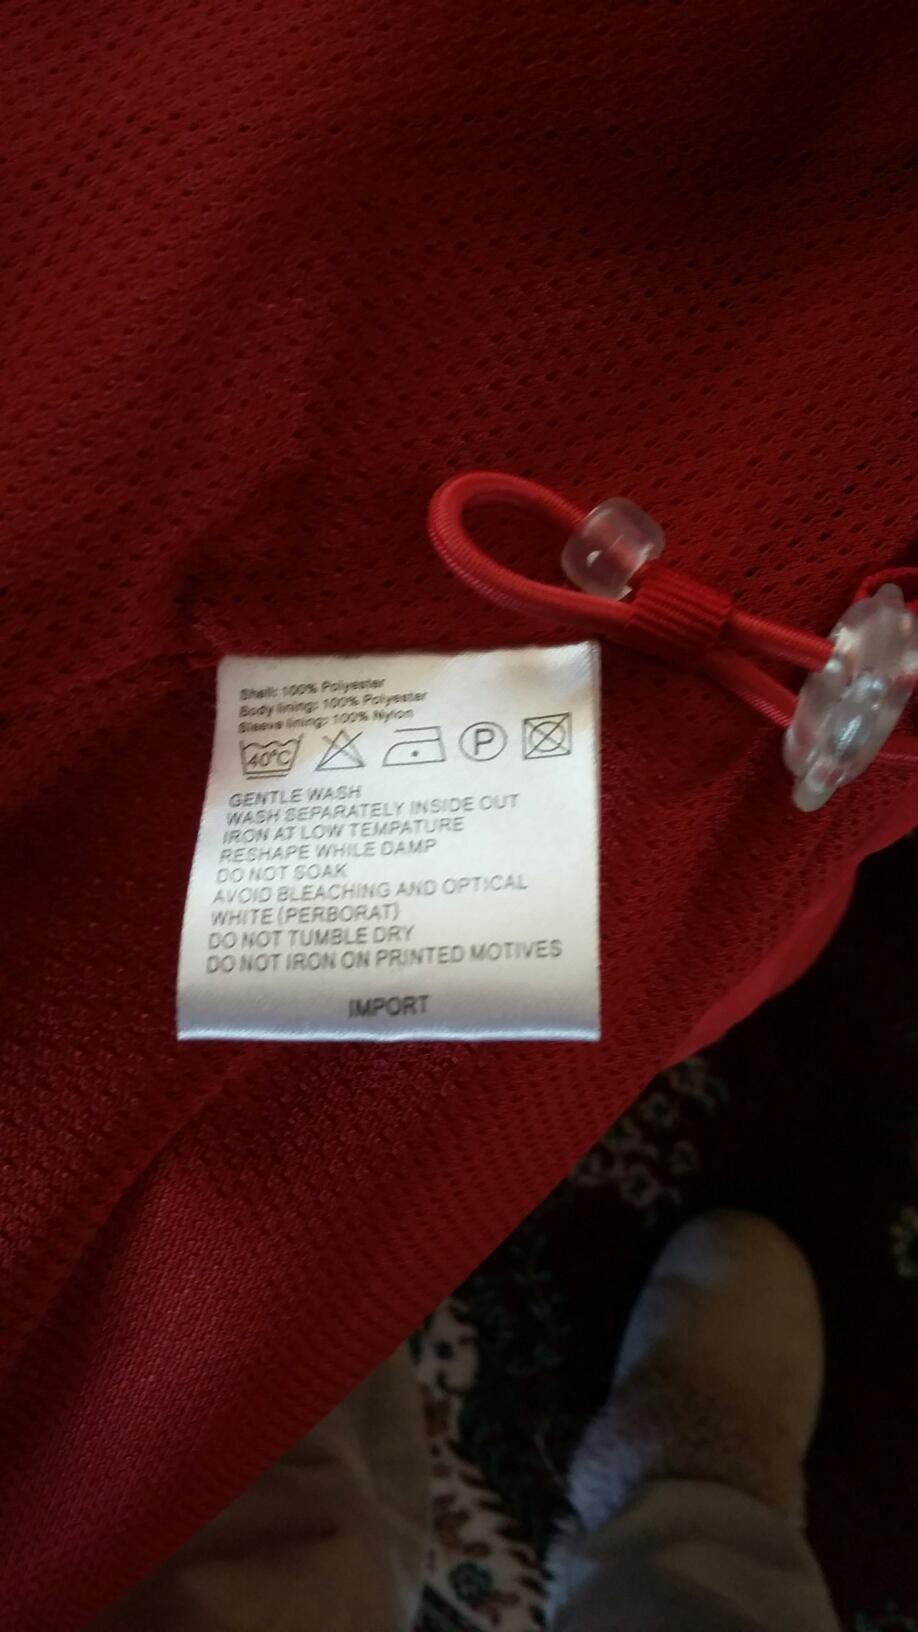 Shell: 100% Polyester
Body lining: 100% Polyester
Sleeve lining: 100% Nylon
40°C P
GENTLE WASH
WASH SEPARATELY INSIDE OUT
IRON AT LOW TEMPATURE
RESHAPE WHILE DAMP
DO NOT SOAK
AVOID BLEACHING AND OPTICAL
WHITE (PERBORAT)
DO NOT TUMBLE DRY
DO NOT IRON ON PRINTED MOTIVES
IMPORT